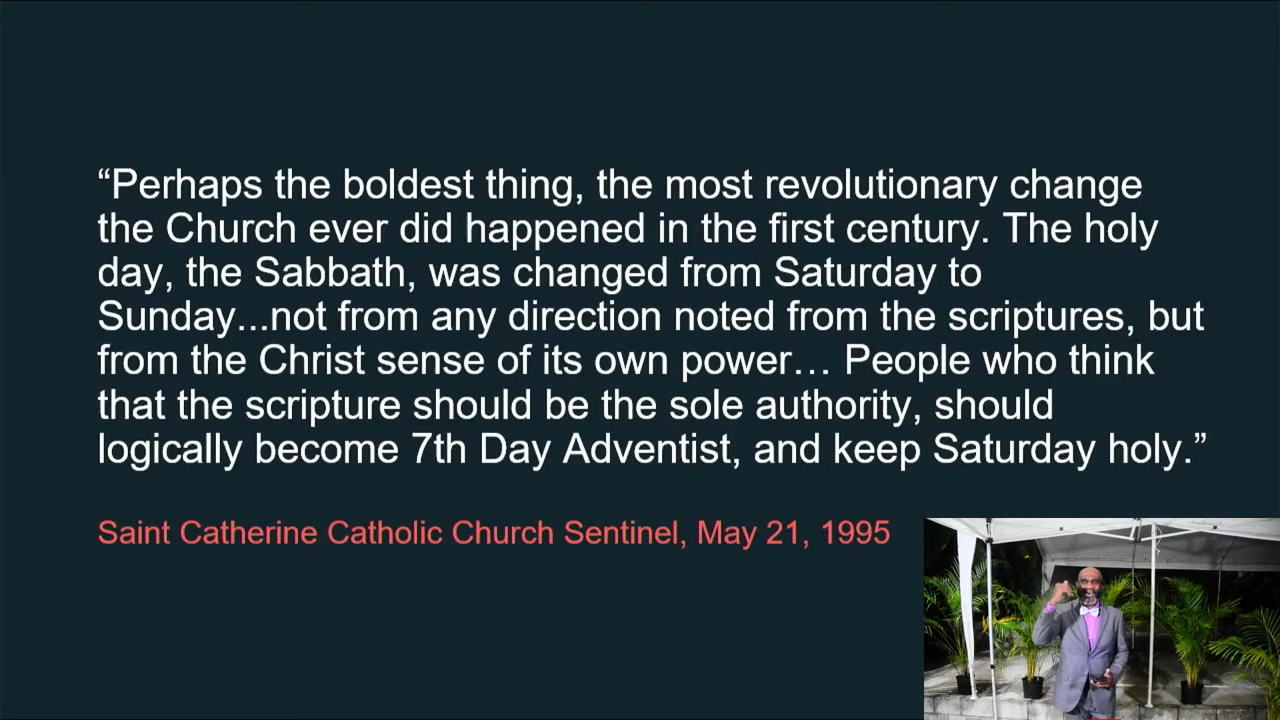 “Perhaps the boldest thing, the most revolutionary change
the Church ever did happened in the first century. The holy
day, the Sabbath, was changed from Saturday to
Sunday...not from any direction noted from the scriptures, but
from the Christ sense of its own power… People who think
that the scripture should be the sole authority, should
logically become 7th Day Adventist, and keep Saturday holy.”
Saint Catherine Catholic Church Sentinel, May 21, 1995